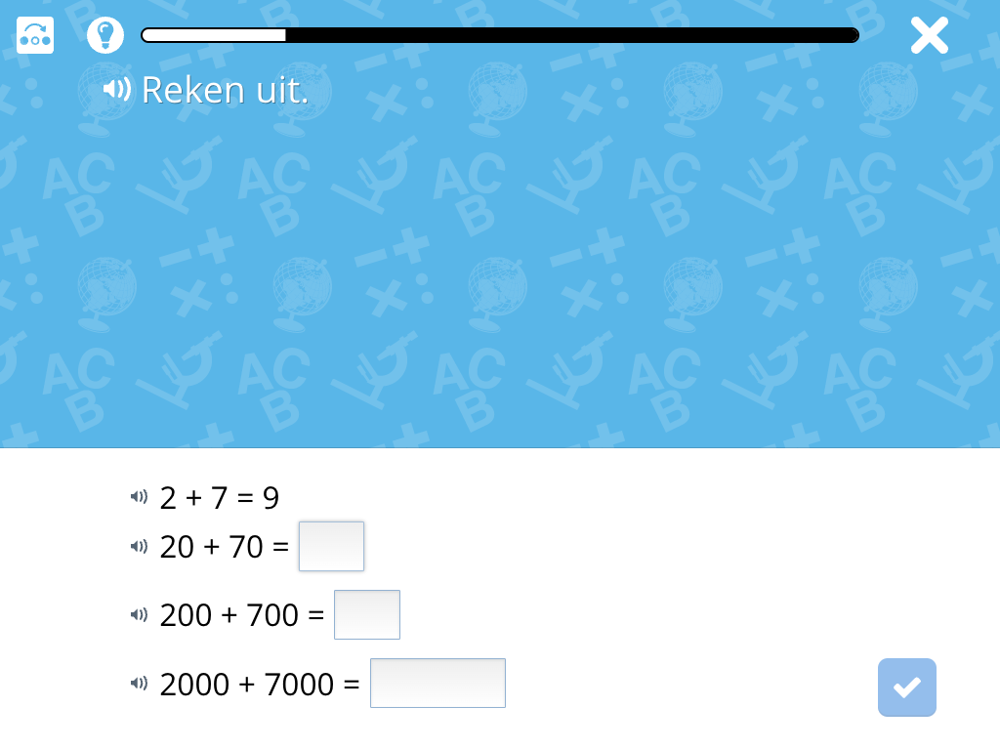 Reken uit.
2 + 7 = 9
20 + 70 =
200 + 700 =
2000 + 7000 =